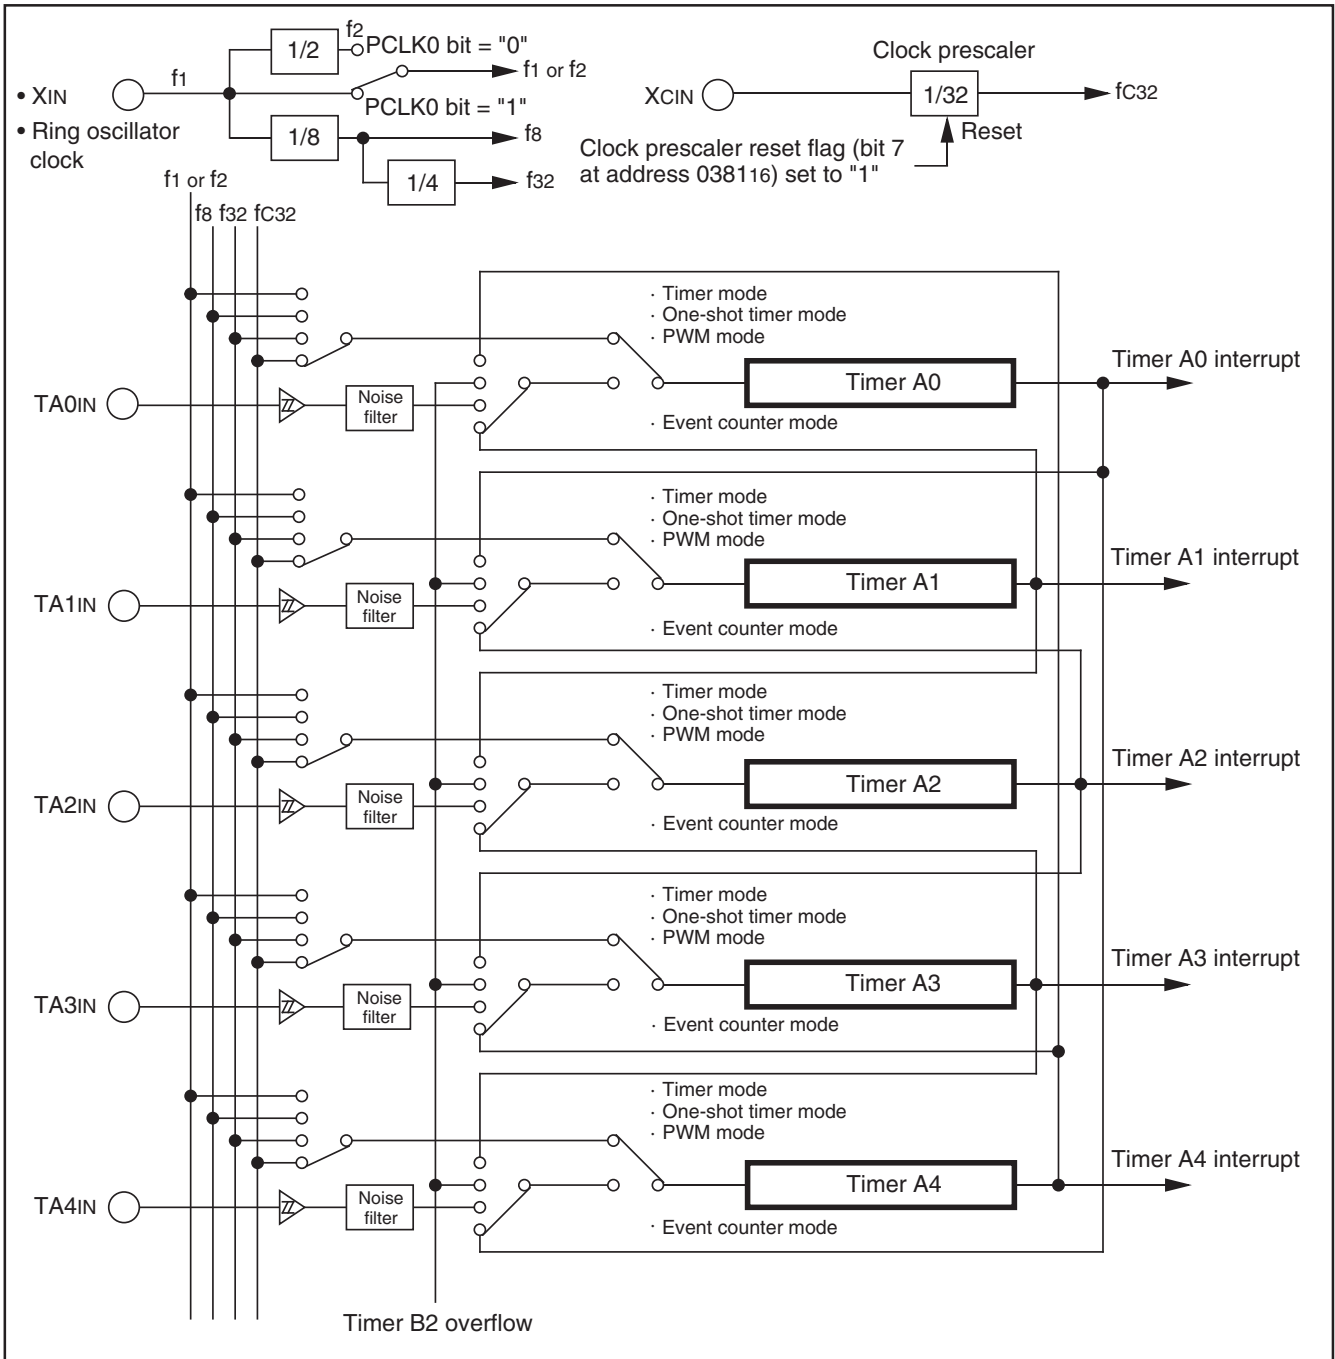 f2
1/2
PCLK0 bit = "0"
f1
f1 or f2
• XIN
PCLK0 bit = "1"
• Ring oscillator
clock
1/8
f8
1/4
f32
Clock prescaler
XCIN
1/32
fC32
Reset
Clock prescaler reset flag (bit 7
at address 038116) set to "1"
f1 or f2
f8 f32 fC32
· Timer mode
· One-shot timer mode
· PWM mode
Timer A0 interrupt
Timer A0
TA0IN
Noise
filter
· Event counter mode
· Timer mode
· One-shot timer mode
· PWM mode
Timer A1 interrupt
Timer A1
TA1IN
Noise
filter
· Event counter mode
· Timer mode
· One-shot timer mode
· PWM mode
Timer A2 interrupt
Timer A2
TA2IN
Noise
filter
· Event counter mode
· Timer mode
· One-shot timer mode
· PWM mode
Timer A3 interrupt
Timer A3
TA3IN
Noise
filter
· Event counter mode
· Timer mode
· One-shot timer mode
· PWM mode
Timer A4 interrupt
Timer A4
TA4IN
Noise
filter
· Event counter mode
Timer B2 overflow